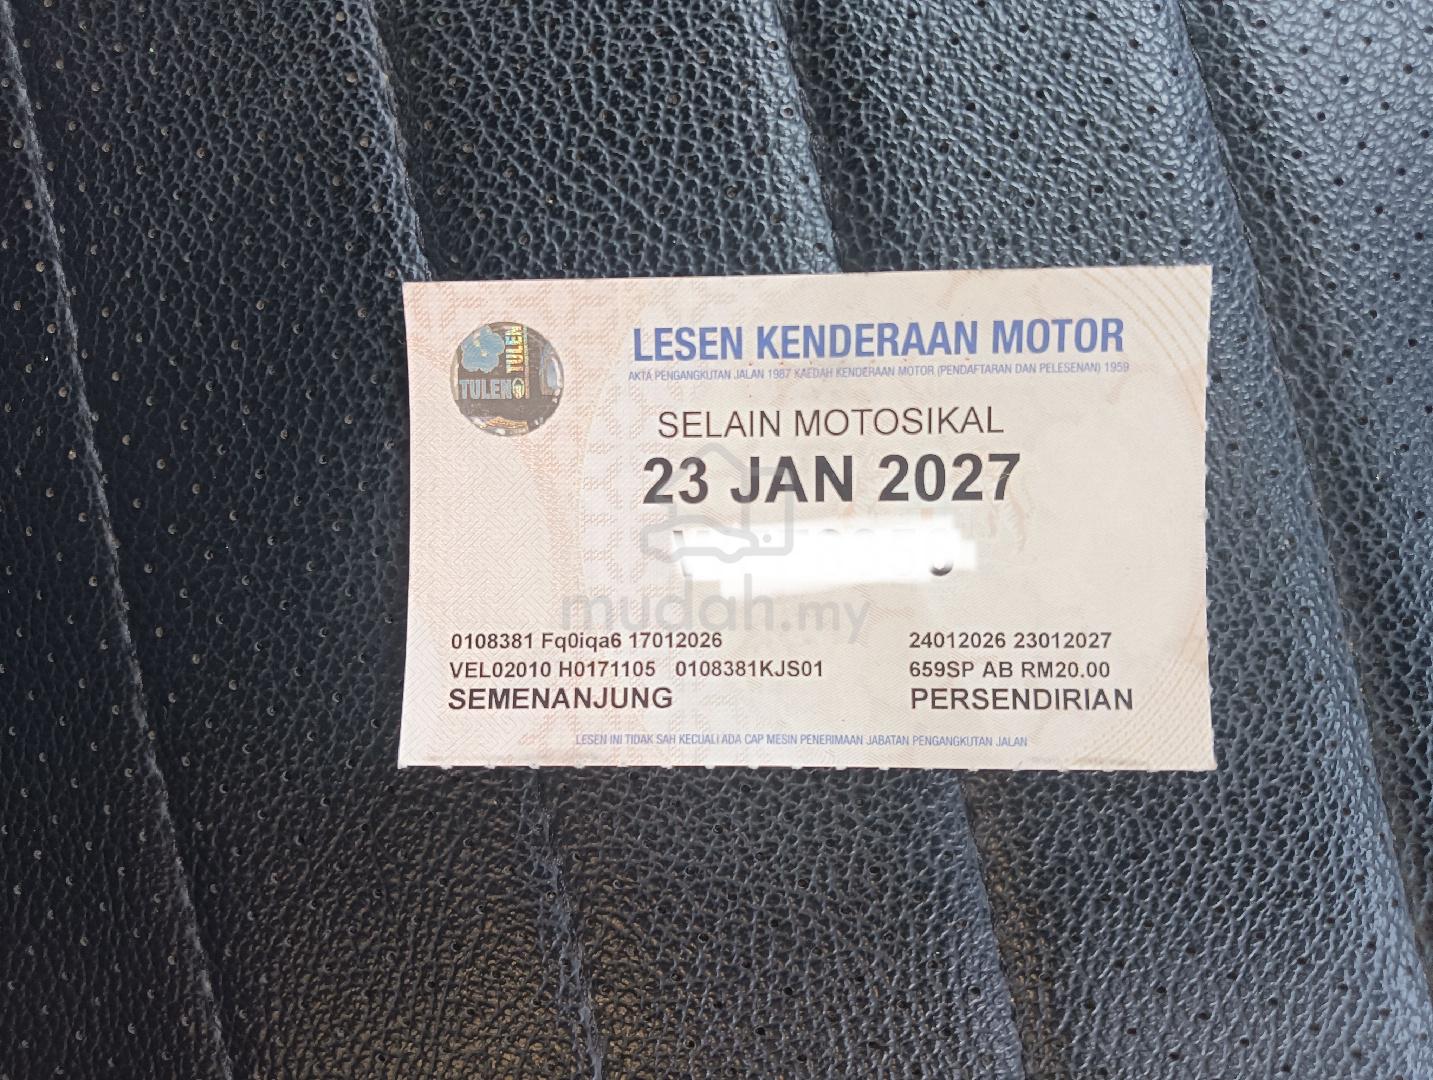 TULEN TULEN
LESEN KENDERAAN MOTOR
AKTA PENGANGKUTAN JALAN 1987 KAEDAH KENDERAAN MOTOR (PENDAFTARAN DAN PELESENAN) 1959
SELAIN MOTOSIKAL
23 JAN 2027
mudah.my
0108381 Fq0iqa6 17012026 24012026 23012027
VEL02010 H0171105 0108381KJS01 659SP AB RM20.00
SEMENANJUNG PERSENDIRIAN
LESEN INI TIDAK SAH KECUALI ADA CAP MESIN PENERIMAAN JABATAN PENGANGKUTAN JALAN